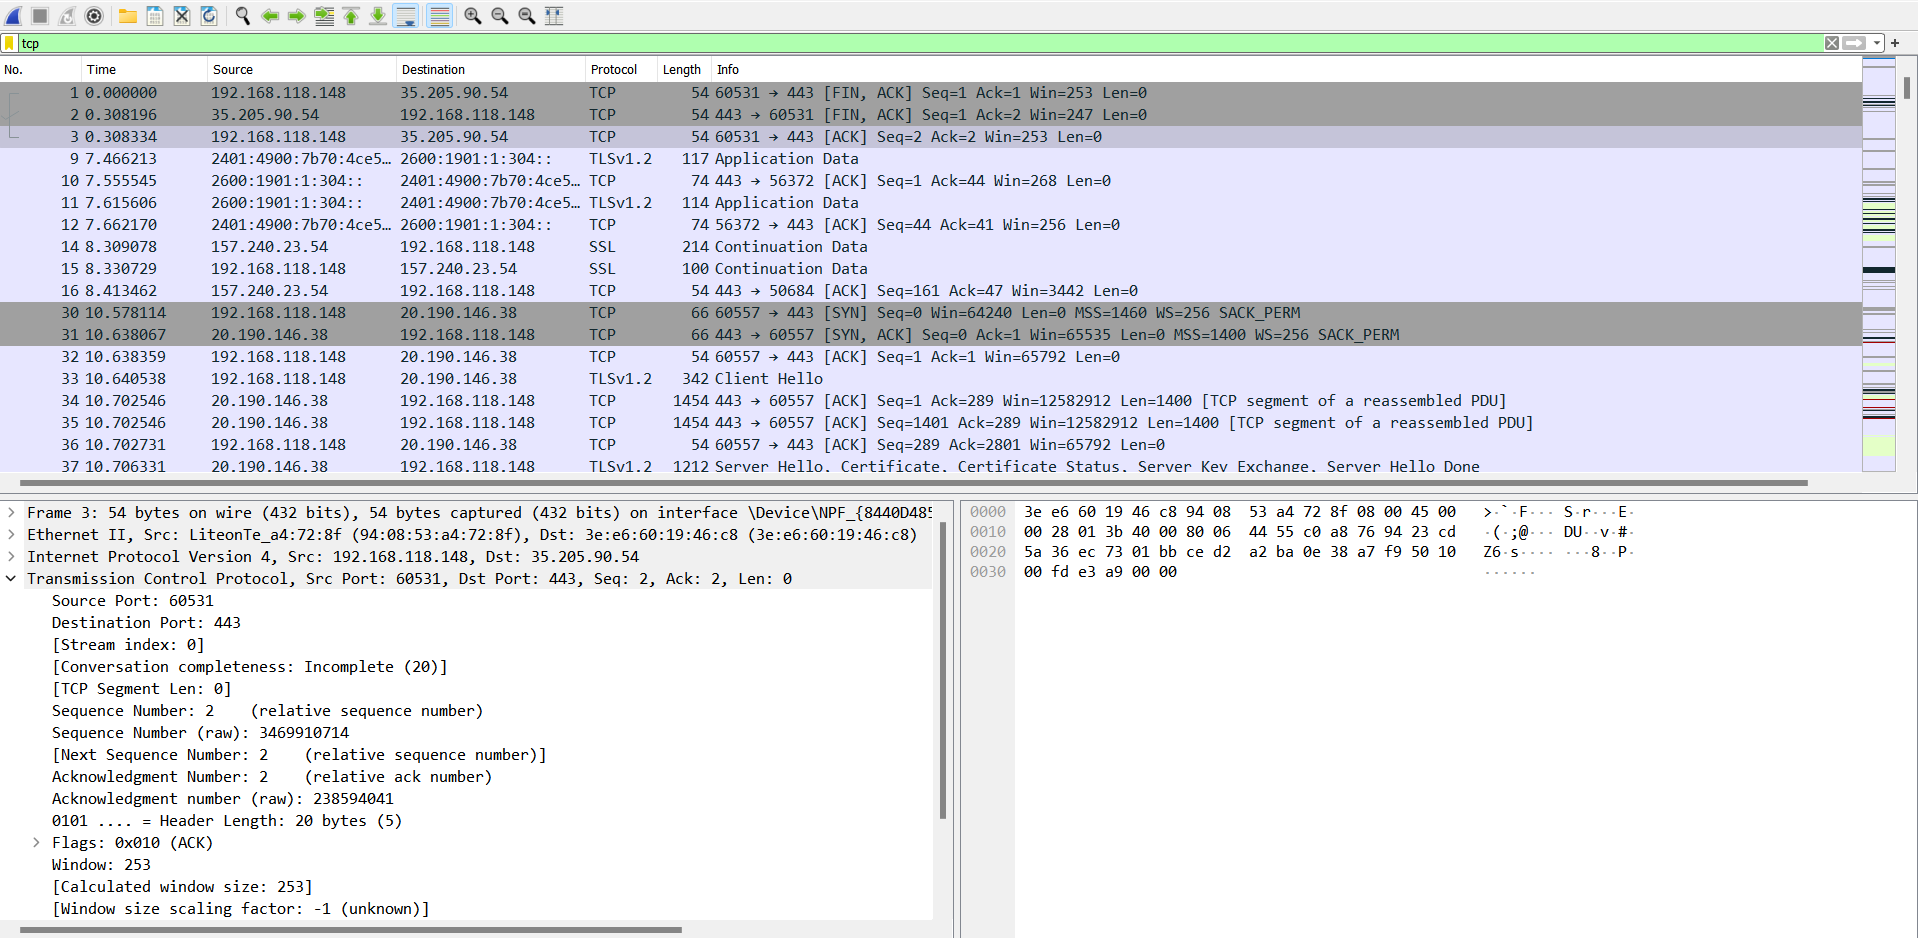 tcp
No. Time Source Destination Protocol Length Info
1 0.000000 192.168.118.148 35.205.90.54 TCP 54 60531 → 443 [FIN, ACK] Seq=1 Ack=1 Win=253 Len=0
2 0.308196 35.205.90.54 192.168.118.148 TCP 54 443 → 60531 [FIN, ACK] Seq=1 Ack=2 Win=247 Len=0
3 0.308334 192.168.118.148 35.205.90.54 TCP 54 60531 → 443 [ACK] Seq=2 Ack=2 Win=253 Len=0
9 7.466213 2401:4900:7b70:4ce5… 2600:1901:1:304:: TLSv1.2 117 Application Data
10 7.555545 2600:1901:1:304:: 2401:4900:7b70:4ce5… TCP 74 443 → 56372 [ACK] Seq=1 Ack=44 Win=268 Len=0
11 7.615606 2600:1901:1:304:: 2401:4900:7b70:4ce5… TLSv1.2 114 Application Data
12 7.662170 2401:4900:7b70:4ce5… 2600:1901:1:304:: TCP 74 56372 → 443 [ACK] Seq=44 Ack=41 Win=256 Len=0
14 8.309078 157.240.23.54 192.168.118.148 SSL 214 Continuation Data
15 8.330729 192.168.118.148 157.240.23.54 SSL 100 Continuation Data
16 8.413462 157.240.23.54 192.168.118.148 TCP 54 443 → 50684 [ACK] Seq=161 Ack=47 Win=3442 Len=0
30 10.578114 192.168.118.148 20.190.146.38 TCP 66 60557 → 443 [SYN] Seq=0 Win=64240 Len=0 MSS=1460 WS=256 SACK_PERM
31 10.638067 20.190.146.38 192.168.118.148 TCP 66 443 → 60557 [SYN, ACK] Seq=0 Ack=1 Win=65535 Len=0 MSS=1400 WS=256 SACK_PERM
32 10.638359 192.168.118.148 20.190.146.38 TCP 54 60557 → 443 [ACK] Seq=1 Ack=1 Win=65792 Len=0
33 10.640538 192.168.118.148 20.190.146.38 TLSv1.2 342 Client Hello
34 10.702546 20.190.146.38 192.168.118.148 TCP 1454 443 → 60557 [ACK] Seq=1 Ack=289 Win=12582912 Len=1400 [TCP segment of a reassembled PDU]
35 10.702546 20.190.146.38 192.168.118.148 TCP 1454 443 → 60557 [ACK] Seq=1401 Ack=289 Win=12582912 Len=1400 [TCP segment of a reassembled PDU]
36 10.702731 192.168.118.148 20.190.146.38 TCP 54 60557 → 443 [ACK] Seq=289 Ack=2801 Win=65792 Len=0
37 10.706331 20.190.146.38 192.168.118.148 TLSv1.2 1212 Server Hello, Certificate, Certificate Status, Server Key Exchange, Server Hello Done
Frame 3: 54 bytes on wire (432 bits), 54 bytes captured (432 bits) on interface \Device\NPF_{8440D485
Ethernet II, Src: LiteonTe_a4:72:8f (94:08:53:a4:72:8f), Dst: 3e:e6:60:19:46:c8 (3e:e6:60:19:46:c8)
Internet Protocol Version 4, Src: 192.168.118.148, Dst: 35.205.90.54
Transmission Control Protocol, Src Port: 60531, Dst Port: 443, Seq: 2, Ack: 2, Len: 0
Source Port: 60531
Destination Port: 443
[Stream index: 0]
[Conversation completeness: Incomplete (20)]
[TCP Segment Len: 0]
Sequence Number: 2 (relative sequence number)
Sequence Number (raw): 3469910714
[Next Sequence Number: 2 (relative sequence number)]
Acknowledgment Number: 2 (relative ack number)
Acknowledgment number (raw): 238594041
0101 .... = Header Length: 20 bytes (5)
Flags: 0x010 (ACK)
Window: 253
[Calculated window size: 253]
[Window size scaling factor: -1 (unknown)]
0000 3e e6 60 19 46 c8 94 08 53 a4 72 8f 08 00 45 00 >·`·F··· S·r···E·
0010 00 28 01 3b 40 00 80 06 44 55 c0 a8 76 94 23 cd ·(·;@··· DU··v·#·
0020 5a 36 ec 73 01 bb ce d2 a2 ba 0e 38 a7 f9 50 10 Z6·s···· ···8··P·
0030 00 fd e3 a9 00 00 ······